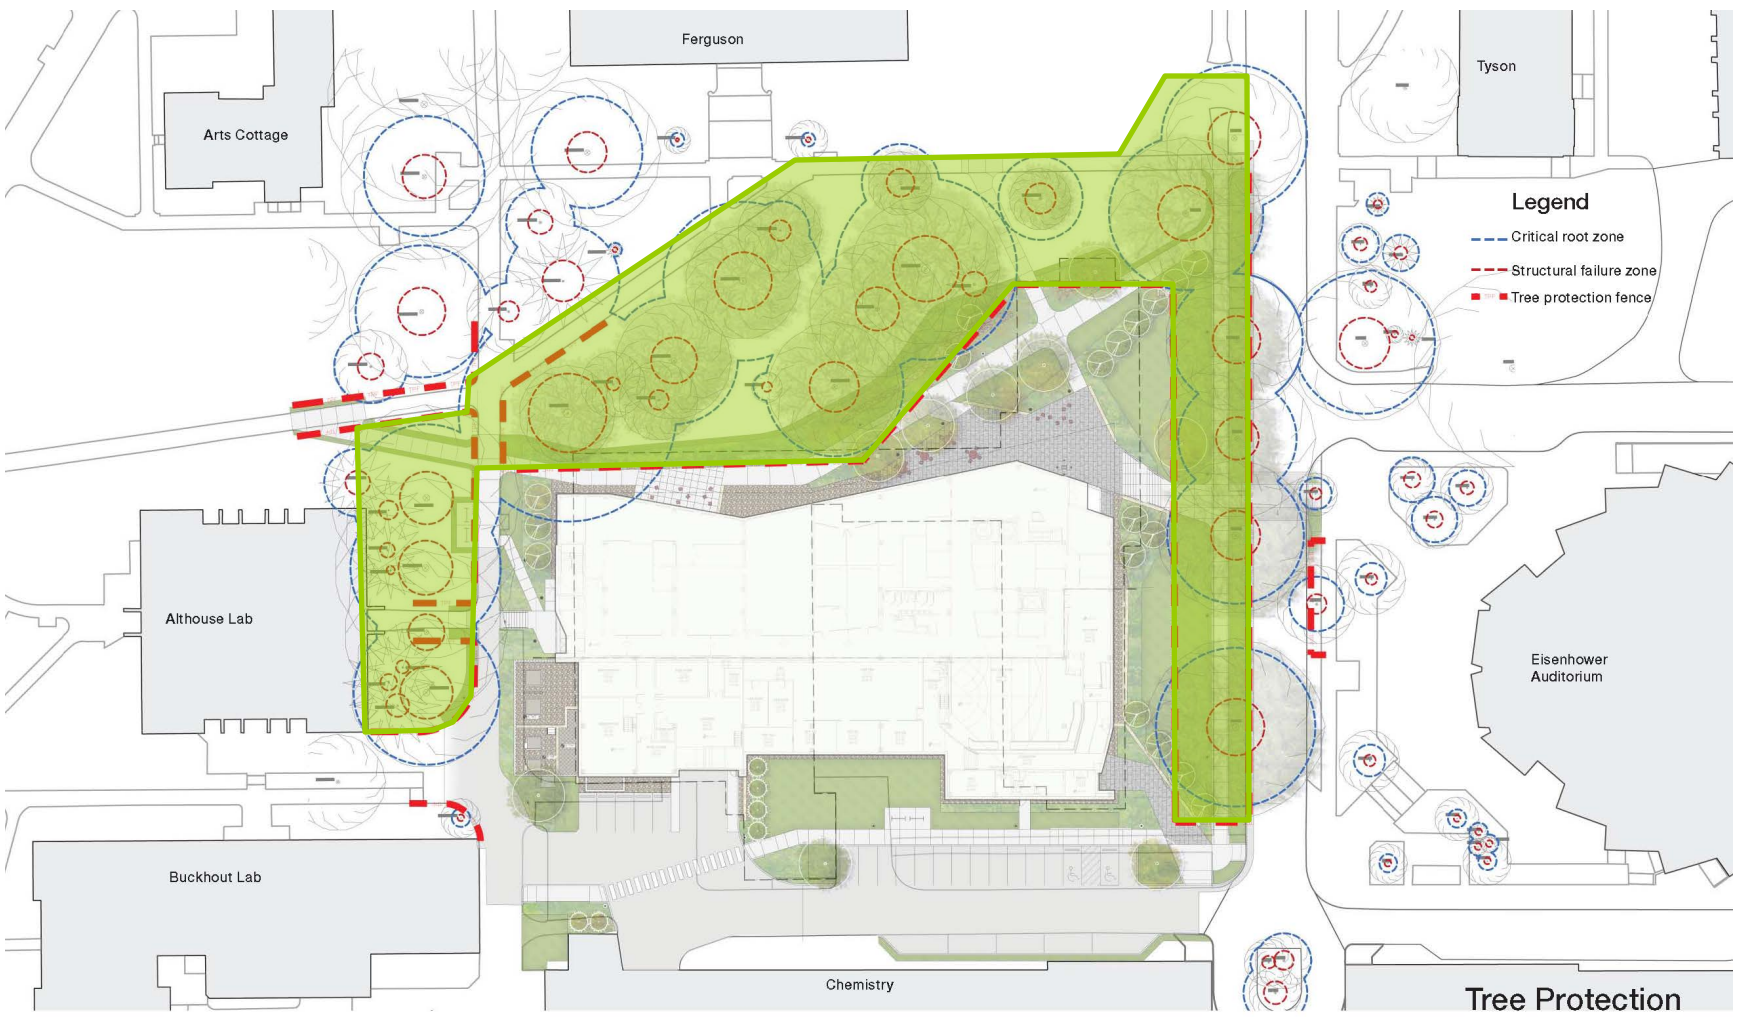 Ferguson
Tyson
Arts Cottage
Legend
Critical root zone
Structural failure zone
Tree protection fence
Althouse Lab
Eisenhower
Auditorium
Buckhout Lab
Chemistry
Tree Protection